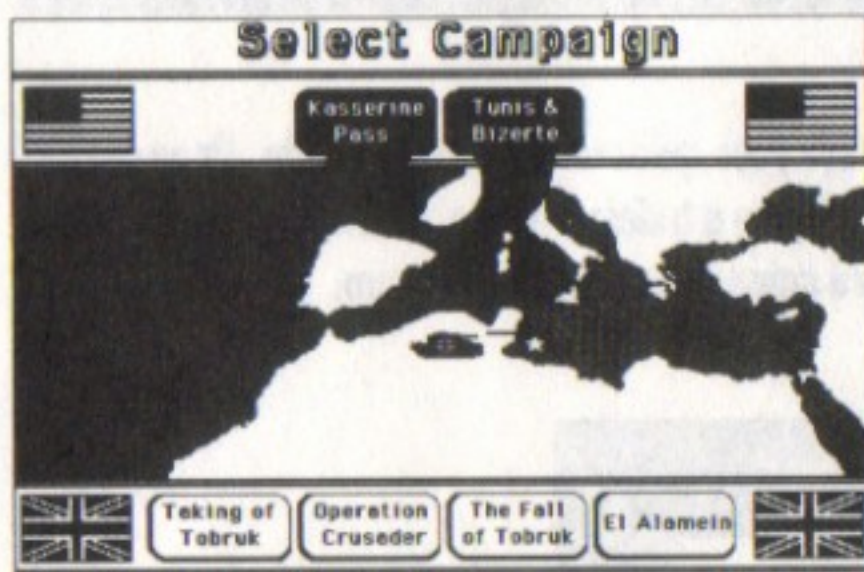 Select Campaign
Kasserine
Pass
Tunis &
Bizerte
Taking of
Tobruk
Operation
Crusader
The Fall
of Tobruk
El Alamein